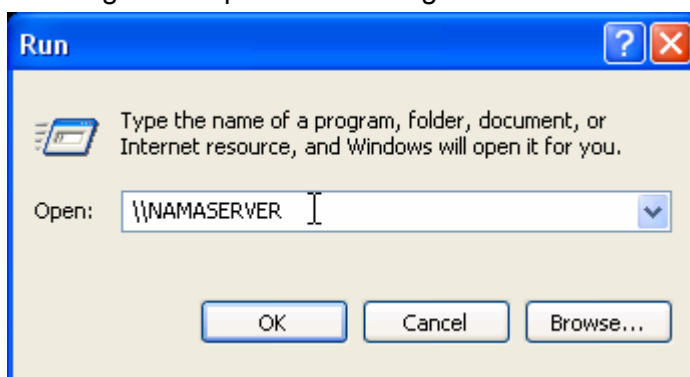 Run
Type the name of a program, folder, document, or
Internet resource, and Windows will open it for you.
Open: \\NAMASERVER
OK Cancel Browse...